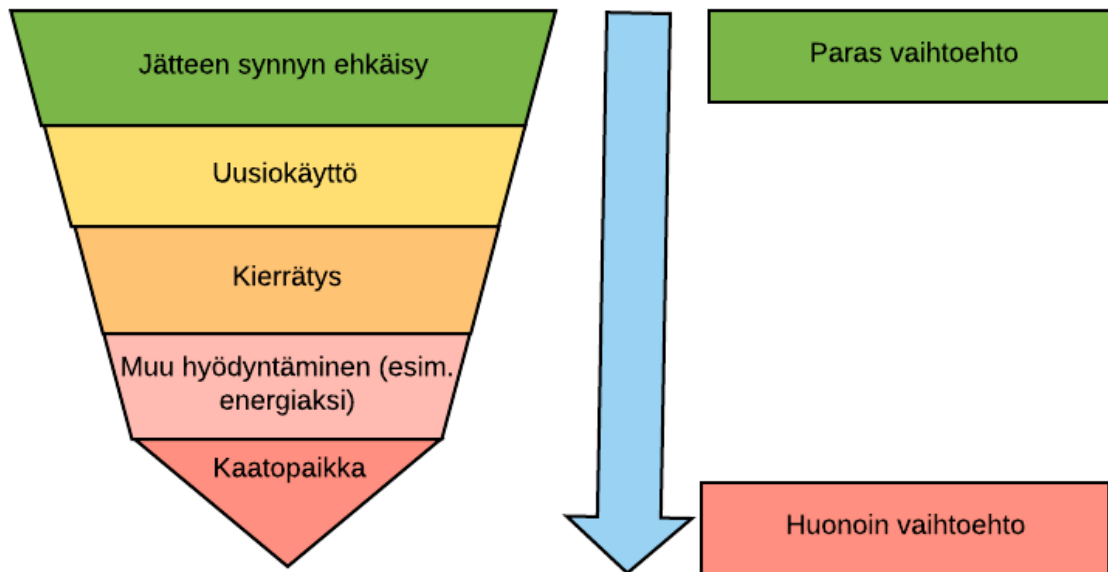 Jätteen synnyn ehkäisy
Paras vaihtoehto
Uusiokäyttö
Kierrätys
Muu hyödyntäminen (esim.
energiaksi)
Kaatopaikka
Huonoin vaihtoehto